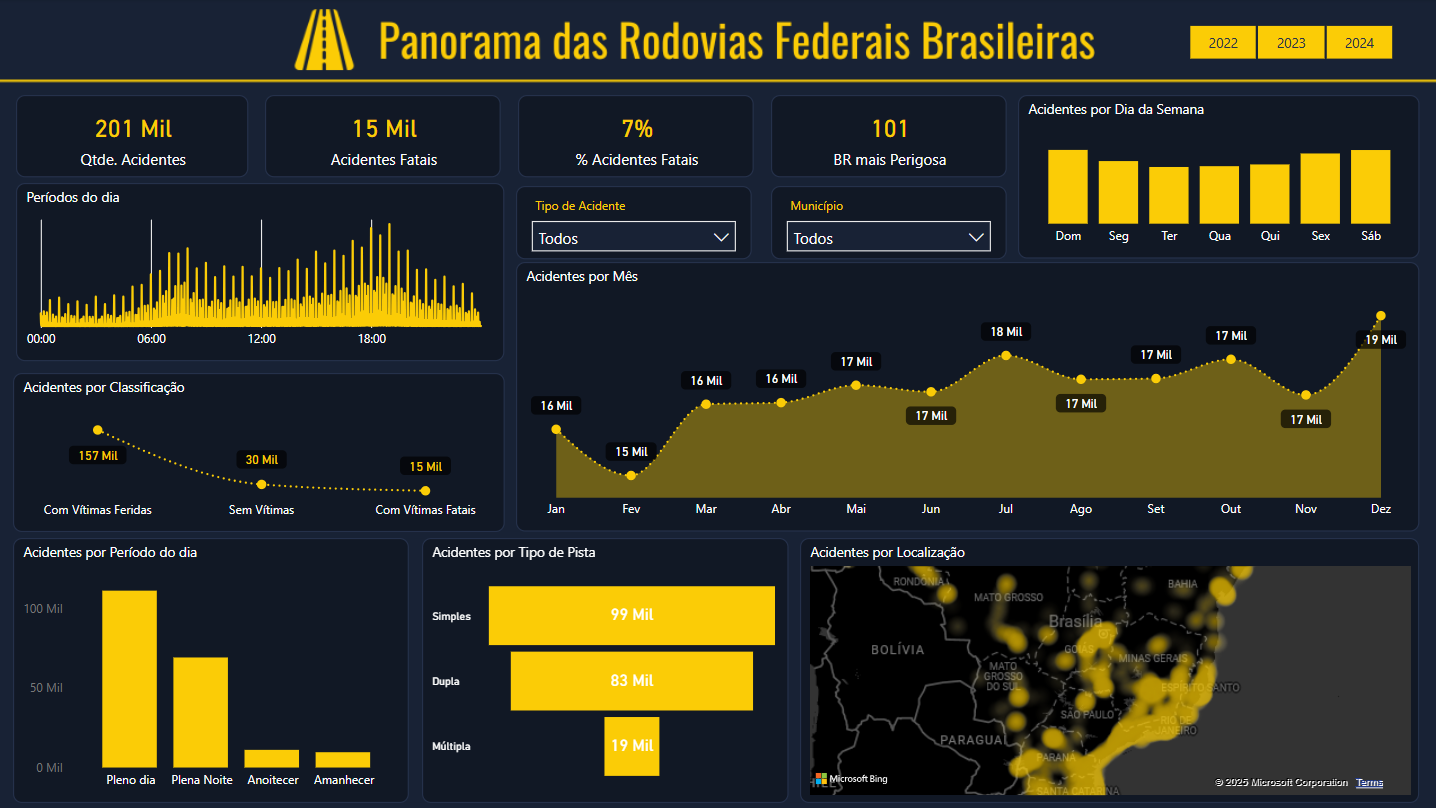 Panorama das Rodovias Federais Brasileiras
2022
2023
2024
201 Mil
Qtde. Acidentes
15 Mil
Acidentes Fatais
7%
% Acidentes Fatais
101
BR mais Perigosa
Acidentes por Dia da Semana
Dom Seg Ter Qua Qui Sex Sáb
Períodos do dia
00:00 06:00 12:00 18:00
Tipo de Acidente
Todos
Município
Todos
Acidentes por Mês
16 Mil
15 Mil
16 Mil
16 Mil
17 Mil
17 Mil
18 Mil
17 Mil
17 Mil
17 Mil
17 Mil
19 Mil
Jan Fev Mar Abr Mai Jun Jul Ago Set Out Nov Dez
Acidentes por Classificação
157 Mil
30 Mil
15 Mil
Com Vítimas Feridas Sem Vítimas Com Vítimas Fatais
Acidentes por Período do dia
100 Mil
50 Mil
0 Mil
Pleno dia Plena Noite Anoitecer Amanhecer
Acidentes por Tipo de Pista
Simples 99 Mil
Dupla 83 Mil
Múltipla 19 Mil
Acidentes por Localização
RONDÔNIA
MATO GROSSO
BAHIA
Brasília
GOIÁS
BOLÍVIA
MINAS GERAIS
MATO
GROSSO
DO SUL
ESPÍRITO SANTO
SÃO PAULO
RIO DE
JANEIRO
PARAGUAI
PARANÁ
SANTA CATARINA
Microsoft Bing
© 2025 Microsoft Corporation Terms